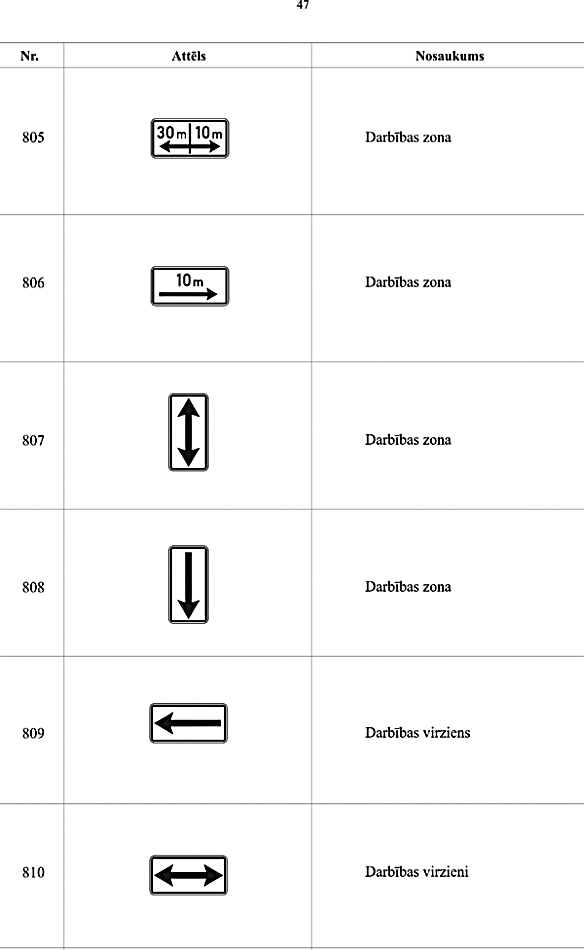 47
Nr. Attēls Nosaukums
805 30 m 10 m Darbības zona
806 10 m Darbības zona
807 Darbības zona
808 Darbības zona
809 Darbības virziens
810 Darbības virzieni